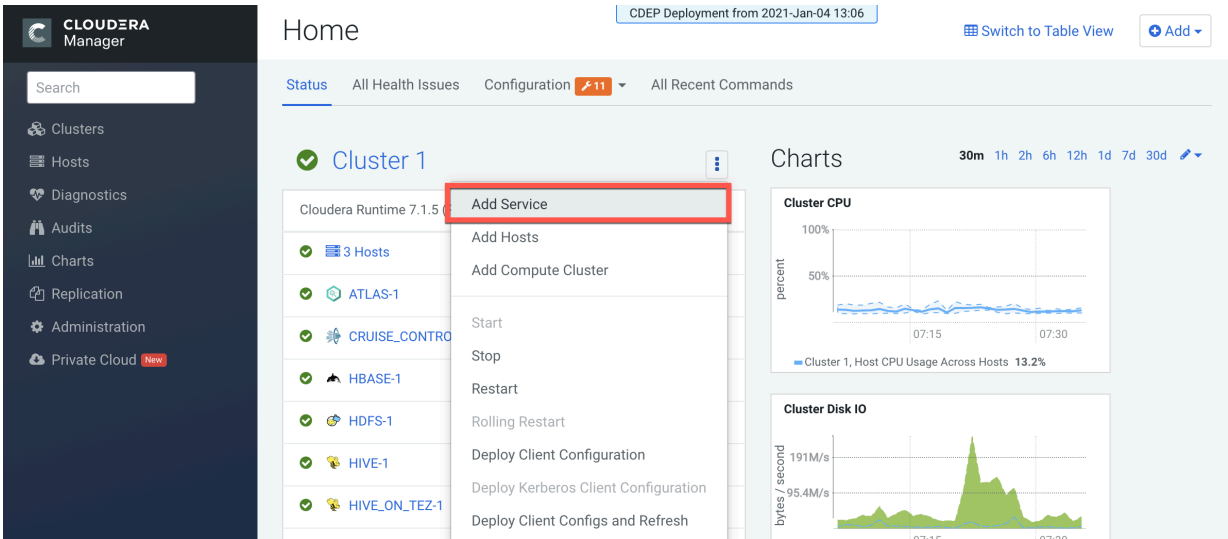 CLOUDERA
Manager
Search
Clusters
Hosts
Diagnostics
Audits
Charts
Replication
Administration
Private Cloud New
Home
CDEP Deployment from 2021-Jan-04 13:06
Switch to Table View
Add
Status
All Health Issues
Configuration 11
All Recent Commands
Cluster 1
Cloudera Runtime 7.1.5
3 Hosts
ATLAS-1
CRUISE_CONTRO
HBASE-1
HDFS-1
HIVE-1
HIVE_ON_TEZ-1
Add Service
Add Hosts
Add Compute Cluster
Start
Stop
Restart
Rolling Restart
Deploy Client Configuration
Deploy Kerberos Client Configuration
Deploy Client Configs and Refresh
Charts
30m 1h 2h 6h 12h 1d 7d 30d
Cluster CPU
percent
100%
50%
07:15
07:30
Cluster 1, Host CPU Usage Across Hosts 13.2%
Cluster Disk IO
bytes / second
191M/s
95.4M/s
07:15
07:30